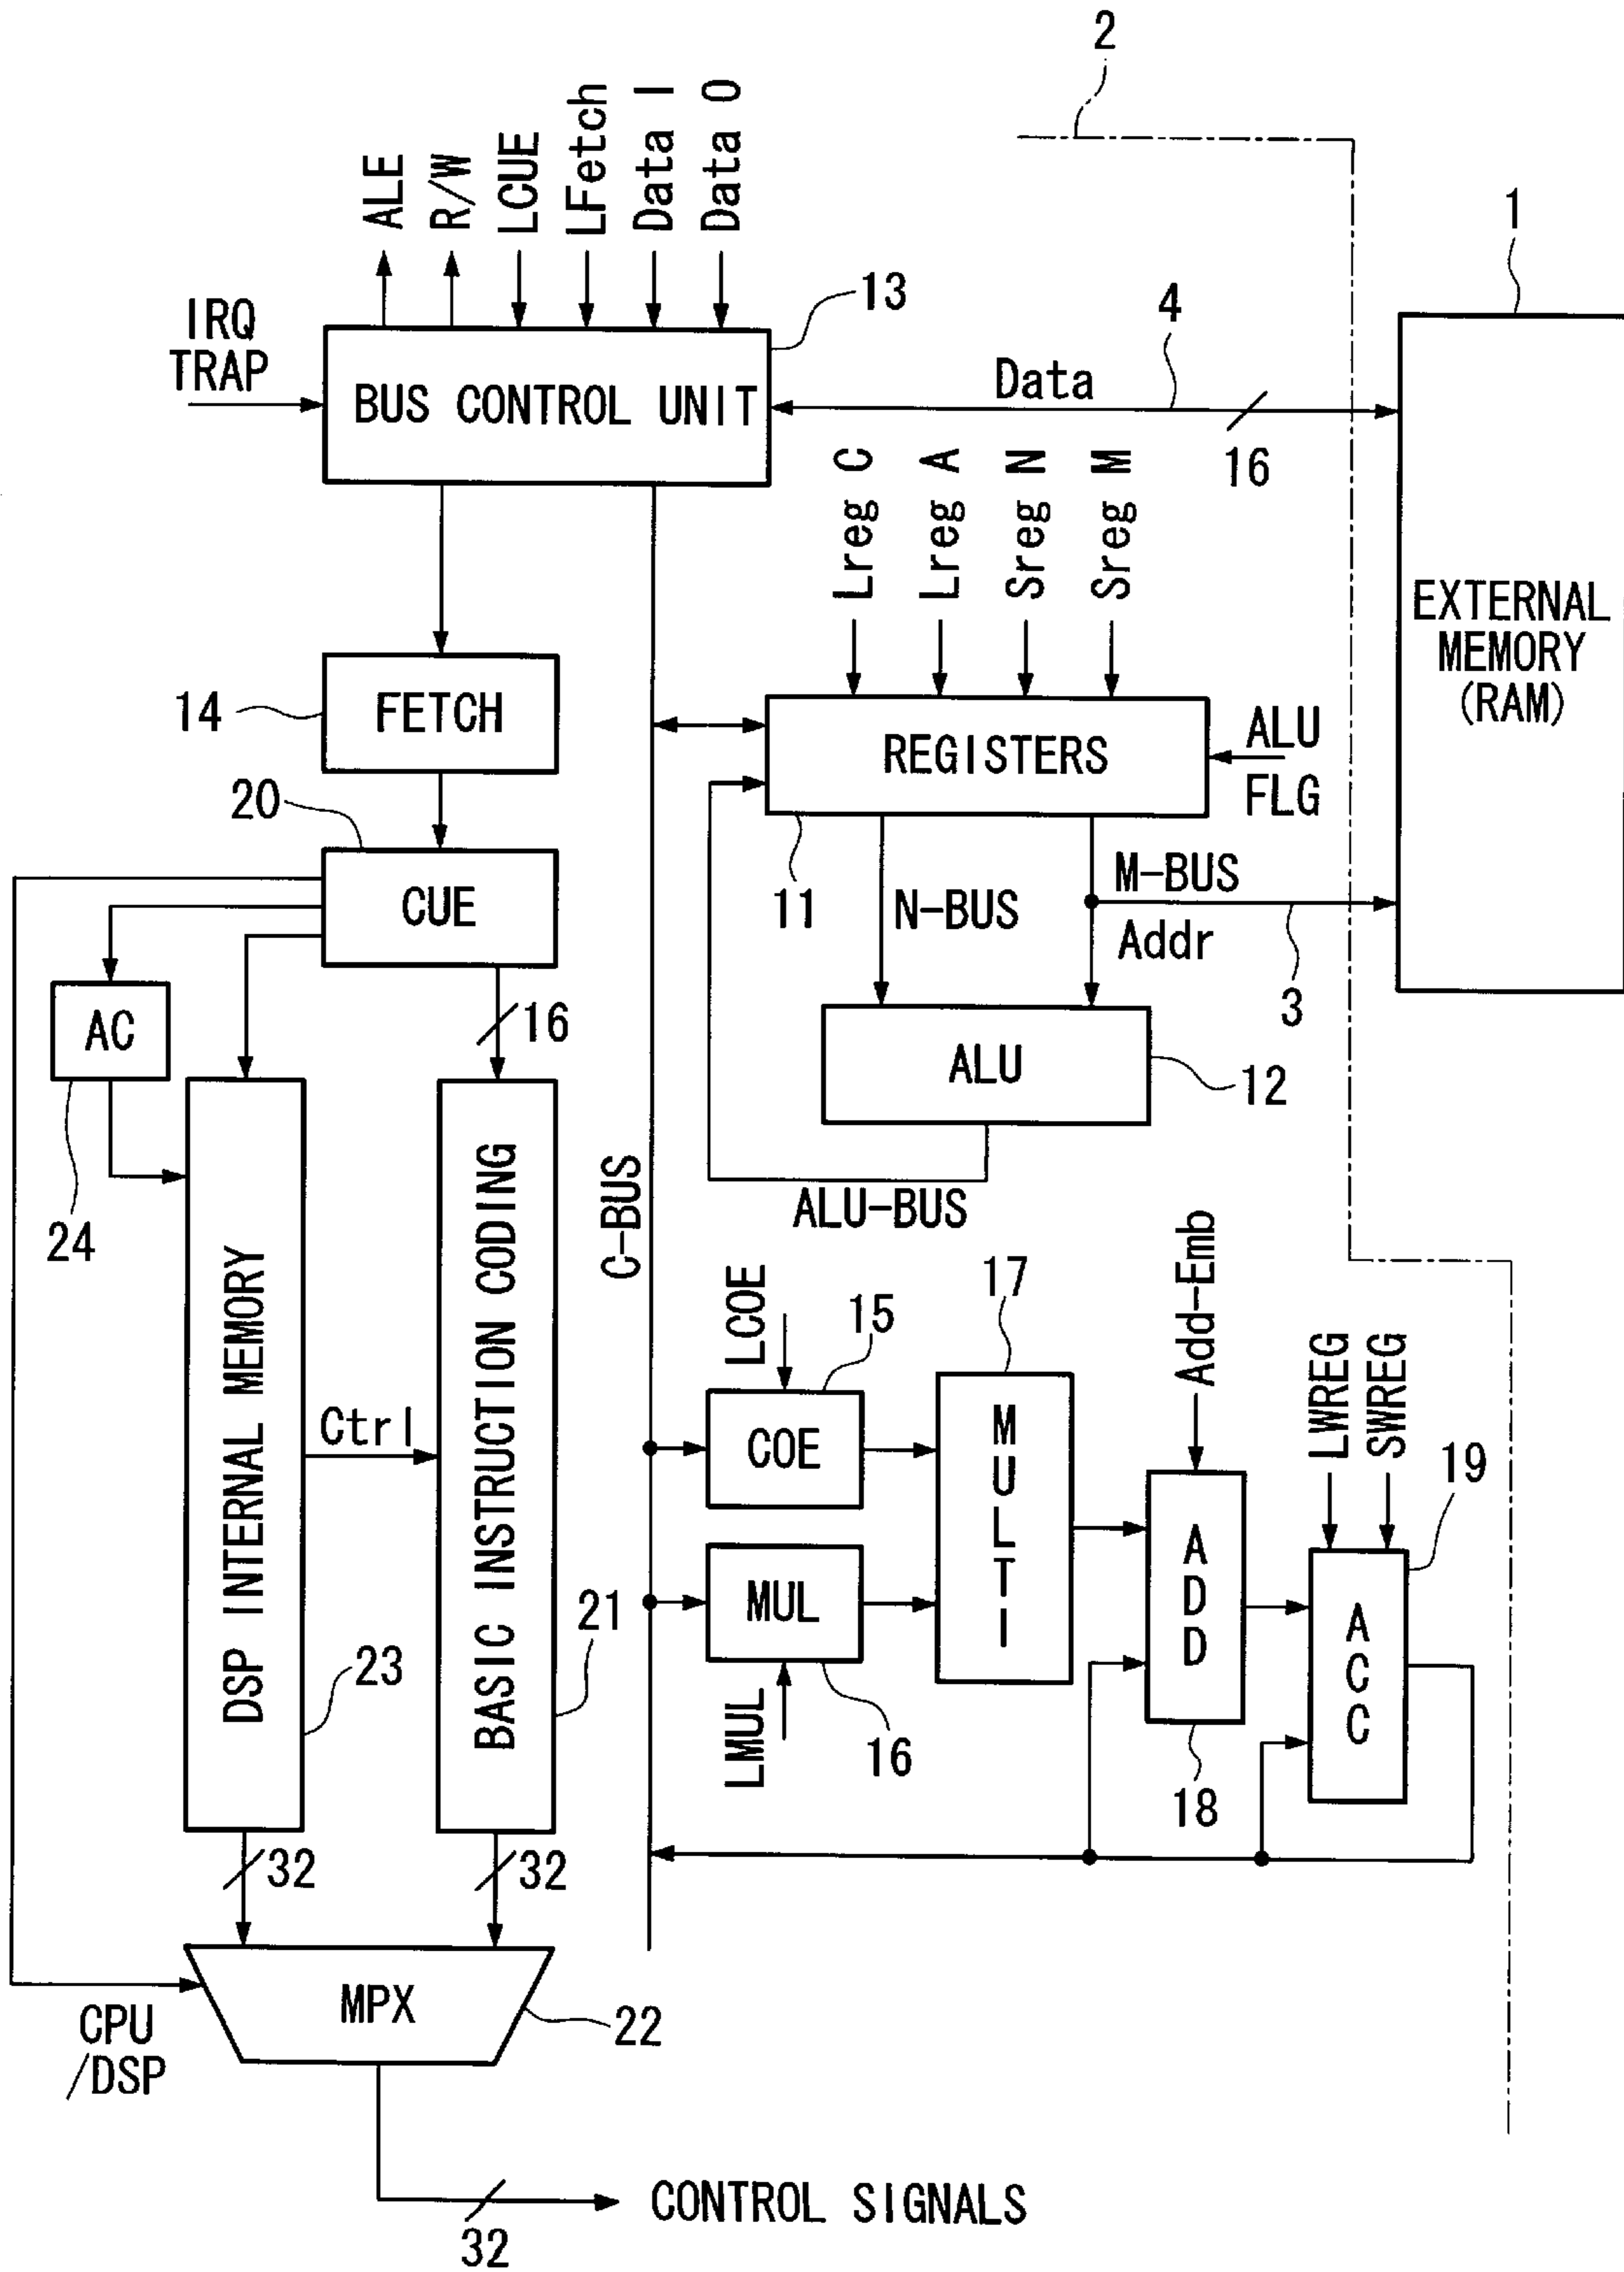 2
ALE
R/W
LCUE
LFetch
Data I
Data O
1
IRQ
TRAP
13
BUS CONTROL UNIT
Data
4
16
Lreg C
Lreg A
Sreg N
Sreg M
EXTERNAL
MEMORY
(RAM)
14
FETCH
REGISTERS
ALU
FLG
20
CUE
11
N-BUS
M-BUS
Addr
3
AC
16
ALU
12
24
C-BUS
ALU-BUS
DSP INTERNAL MEMORY
Ctrl
BASIC INSTRUCTION CODING
LCOE
15
17
Add-Emb
LWREG
SWREG
COE
MULTI
19
MUL
ADD
ACC
23
21
LMUL
16
18
32
32
MPX
22
CPU
/DSP
32
CONTROL SIGNALS